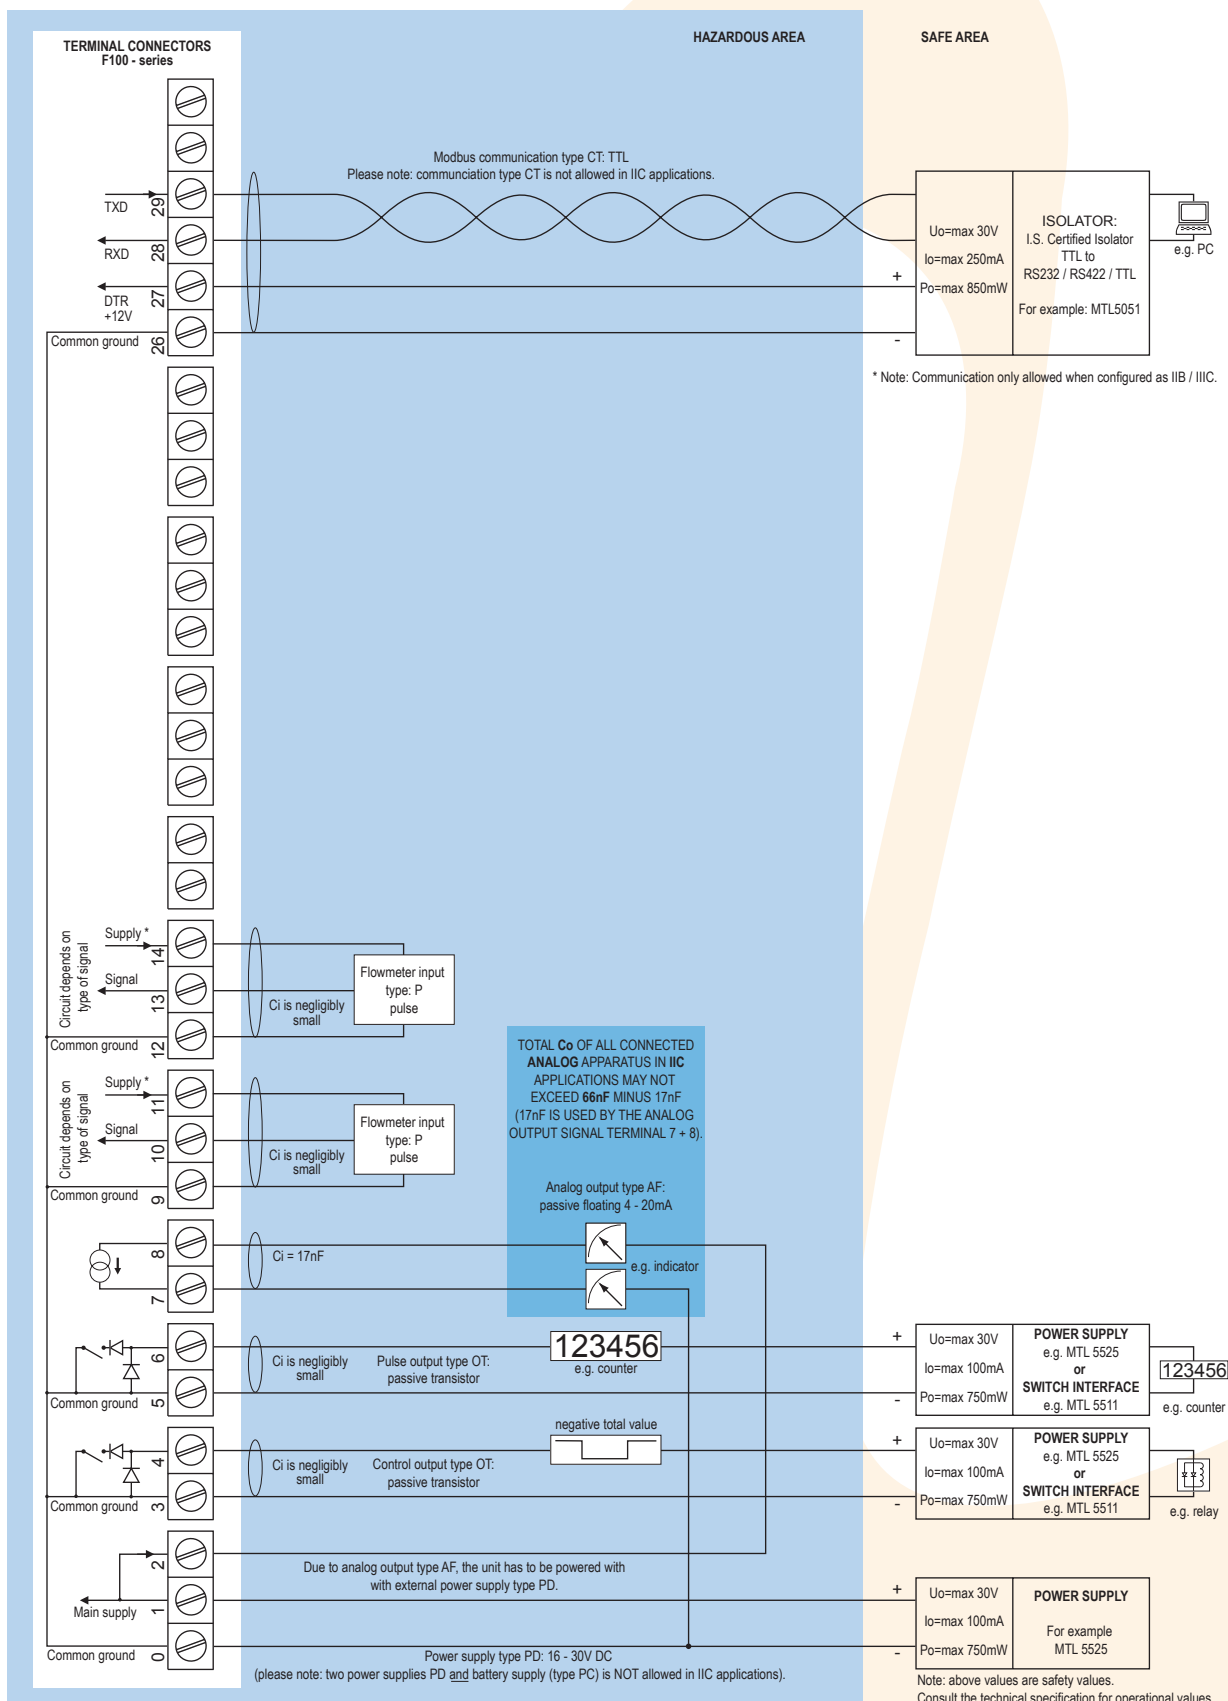 HAZARDOUS AREA
SAFE AREA
TERMINAL CONNECTORS
F100 - series
Modbus communication type CT: TTL
Please note: communciation type CT is not allowed in IIC applications.
TXD
29
RXD
28
DTR
+12V
27
Common ground
26
+
-
Uo=max 30V
Io=max 250mA
Po=max 850mW
ISOLATOR:
I.S. Certified Isolator
TTL to
RS232 / RS422 / TTL
For example: MTL5051
e.g. PC
* Note: Communication only allowed when configured as IIB / IIIC.
Circuit depends on
type of signal
Supply *
14
Signal
13
Common ground
12
Ci is negligibly
small
Flowmeter input
type: P
pulse
Circuit depends on
type of signal
Supply *
11
Signal
10
Common ground
9
Ci is negligibly
small
Flowmeter input
type: P
pulse
TOTAL Co OF ALL CONNECTED
ANALOG APPARATUS IN IIC
APPLICATIONS MAY NOT
EXCEED 66nF MINUS 17nF
(17nF IS USED BY THE ANALOG
OUTPUT SIGNAL TERMINAL 7 + 8).
Analog output type AF:
passive floating 4 - 20mA
8
7
Ci = 17nF
e.g. indicator
6
5
Common ground
Ci is negligibly
small
Pulse output type OT:
passive transistor
123456
e.g. counter
+
-
Uo=max 30V
Io=max 100mA
Po=max 750mW
POWER SUPPLY
e.g. MTL 5525
or
SWITCH INTERFACE
e.g. MTL 5511
123456
e.g. counter
4
3
Common ground
Ci is negligibly
small
Control output type OT:
passive transistor
negative total value
+
-
Uo=max 30V
Io=max 100mA
Po=max 750mW
POWER SUPPLY
e.g. MTL 5525
or
SWITCH INTERFACE
e.g. MTL 5511
e.g. relay
2
Due to analog output type AF, the unit has to be powered with
with external power supply type PD.
Main supply
1
Common ground
0
+
-
Uo=max 30V
Io=max 100mA
Po=max 750mW
POWER SUPPLY
For example
MTL 5525
Power supply type PD: 16 - 30V DC
(please note: two power supplies PD and battery supply (type PC) is NOT allowed in IIC applications).
Note: above values are safety values.
Consult the technical specification for operational values